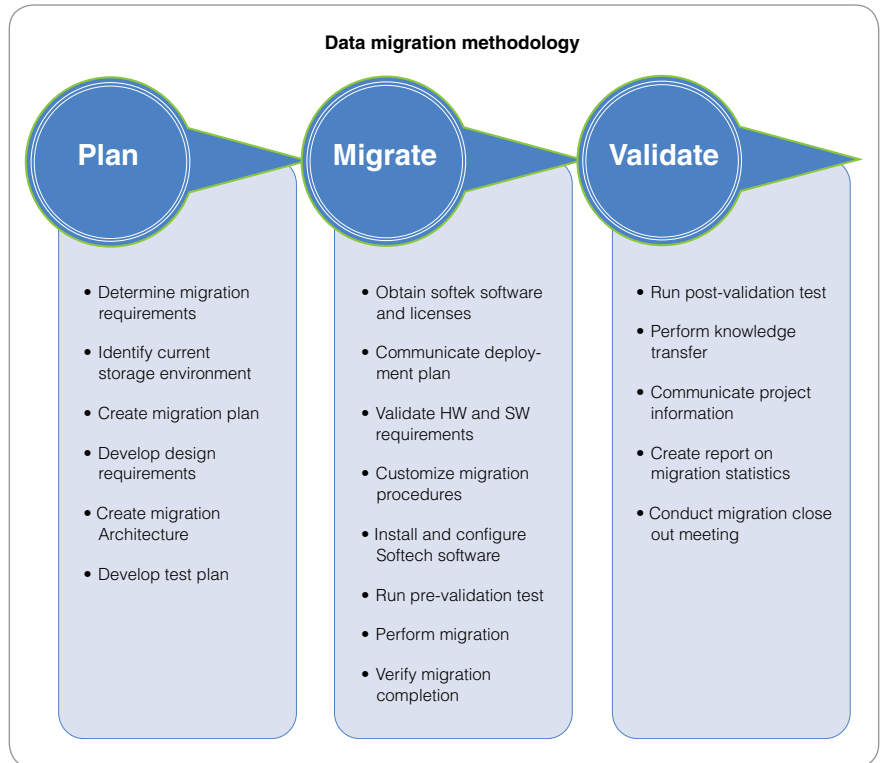 Data migration methodology
Plan
• Determine migration
requirements
• Identify current
storage environment
• Create migration plan
• Develop design
requirements
• Create migration
Architecture
• Develop test plan
Migrate
• Obtain softek software
and licenses
• Communicate deploy-
ment plan
• Validate HW and SW
requirements
• Customize migration
procedures
• Install and configure
Softech software
• Run pre-validation test
• Perform migration
• Verify migration
completion
Validate
• Run post-validation test
• Perform knowledge
transfer
• Communicate project
information
• Create report on
migration statistics
• Conduct migration close
out meeting